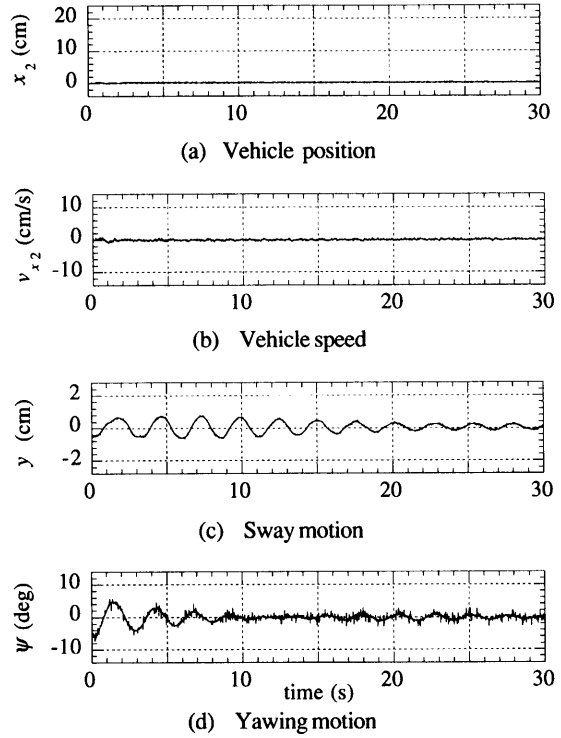 20
10
0
x₂ (cm)
0 10 20 30
(a) Vehicle position
10
0
-10
vₓ₂ (cm/s)
0 10 20 30
(b) Vehicle speed
2
0
-2
y (cm)
0 10 20 30
(c) Sway motion
10
0
-10
ψ (deg)
0 10 20 30
time (s)
(d) Yawing motion